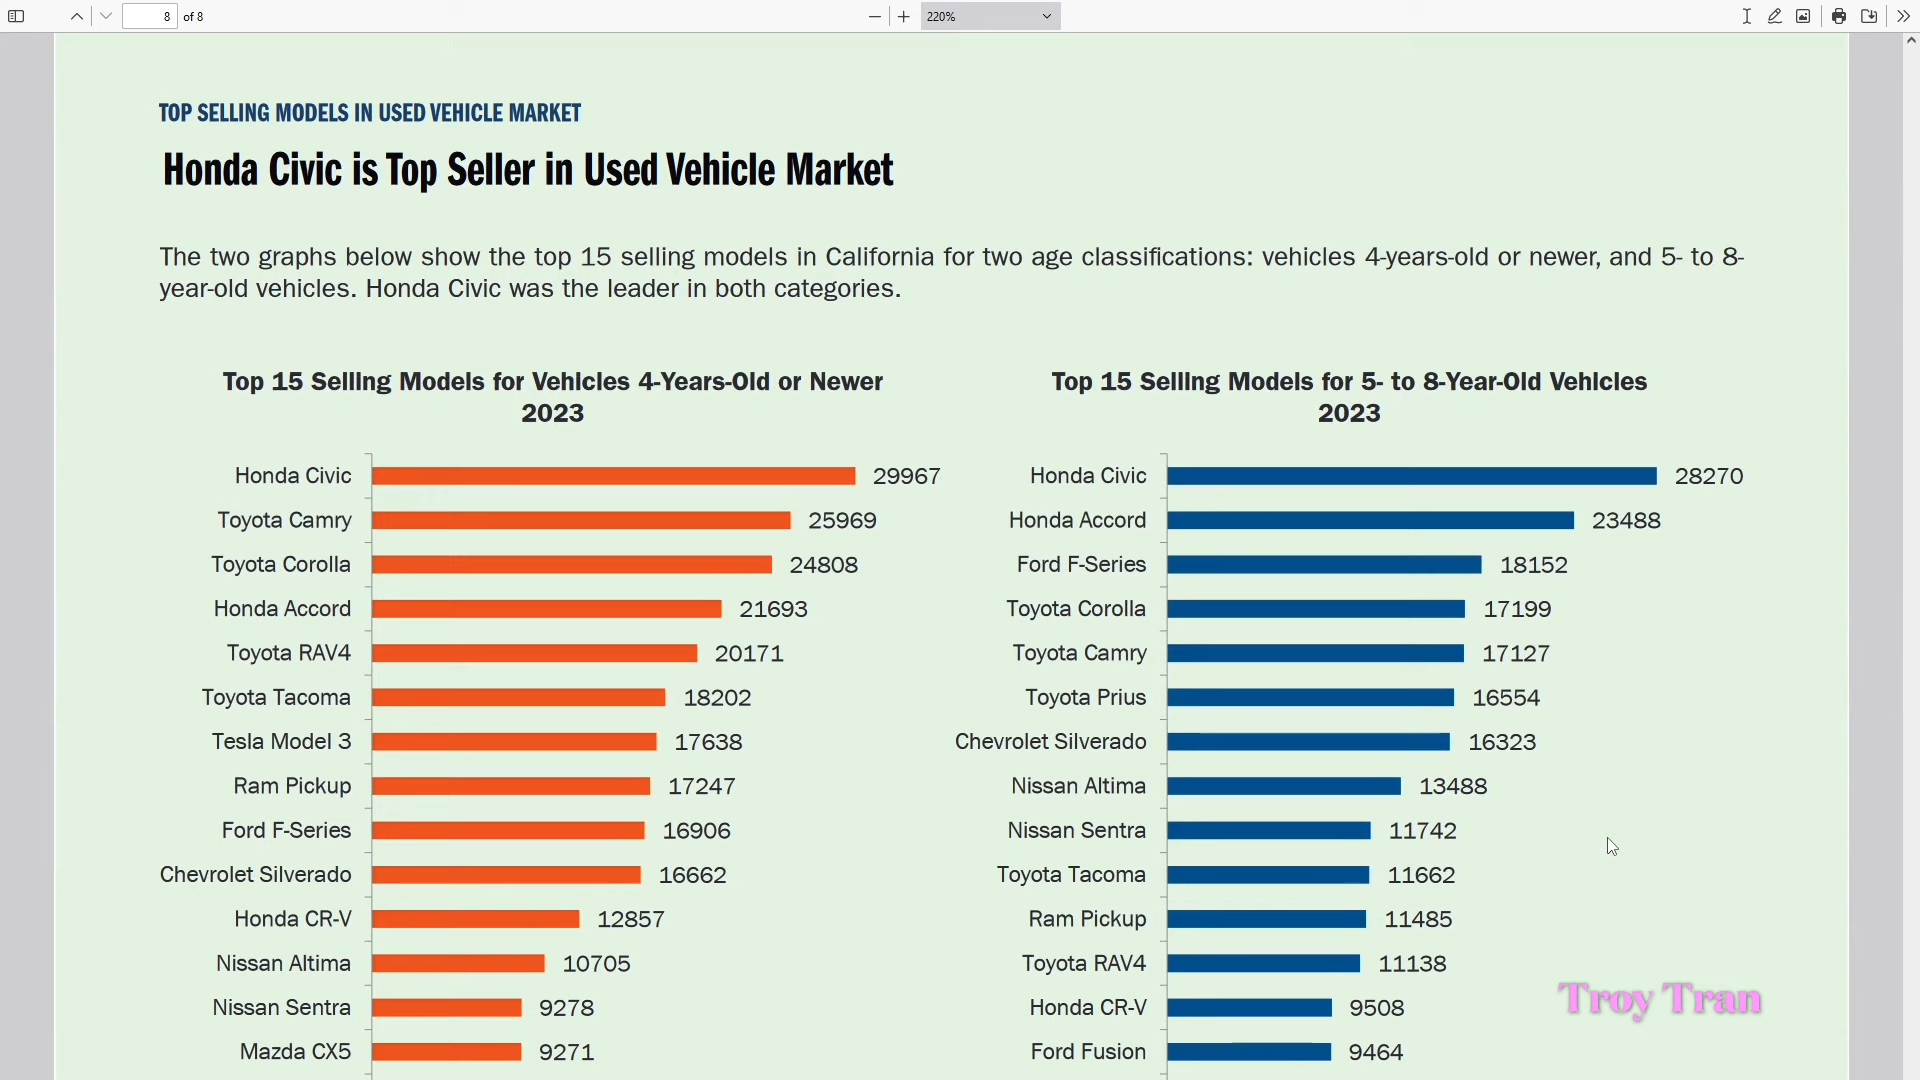 8 of 8
220%
TOP SELLING MODELS IN USED VEHICLE MARKET
Honda Civic is Top Seller in Used Vehicle Market
The two graphs below show the top 15 selling models in California for two age classifications: vehicles 4-years-old or newer, and 5- to 8-
year-old vehicles. Honda Civic was the leader in both categories.
Top 15 Selling Models for Vehicles 4-Years-Old or Newer
2023
Honda Civic 29967
Toyota Camry 25969
Toyota Corolla 24808
Honda Accord 21693
Toyota RAV4 20171
Toyota Tacoma 18202
Tesla Model 3 17638
Ram Pickup 17247
Ford F-Series 16906
Chevrolet Silverado 16662
Honda CR-V 12857
Nissan Altima 10705
Nissan Sentra 9278
Mazda CX5 9271
Top 15 Selling Models for 5- to 8-Year-Old Vehicles
2023
Honda Civic 28270
Honda Accord 23488
Ford F-Series 18152
Toyota Corolla 17199
Toyota Camry 17127
Toyota Prius 16554
Chevrolet Silverado 16323
Nissan Altima 13488
Nissan Sentra 11742
Toyota Tacoma 11662
Ram Pickup 11485
Toyota RAV4 11138
Honda CR-V 9508
Ford Fusion 9464
Troy Tran